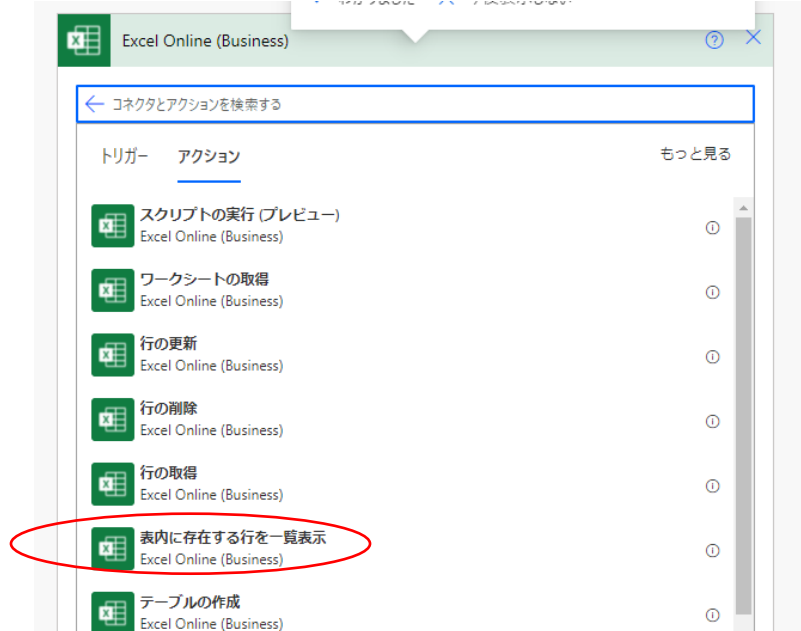 Excel Online (Business)
コネクタとアクションを検索する
トリガー アクション もっと見る
スクリプトの実行 (プレビュー)
Excel Online (Business)
ワークシートの取得
Excel Online (Business)
行の更新
Excel Online (Business)
行の削除
Excel Online (Business)
行の取得
Excel Online (Business)
表内に存在する行を一覧表示
Excel Online (Business)
テーブルの作成
Excel Online (Business)